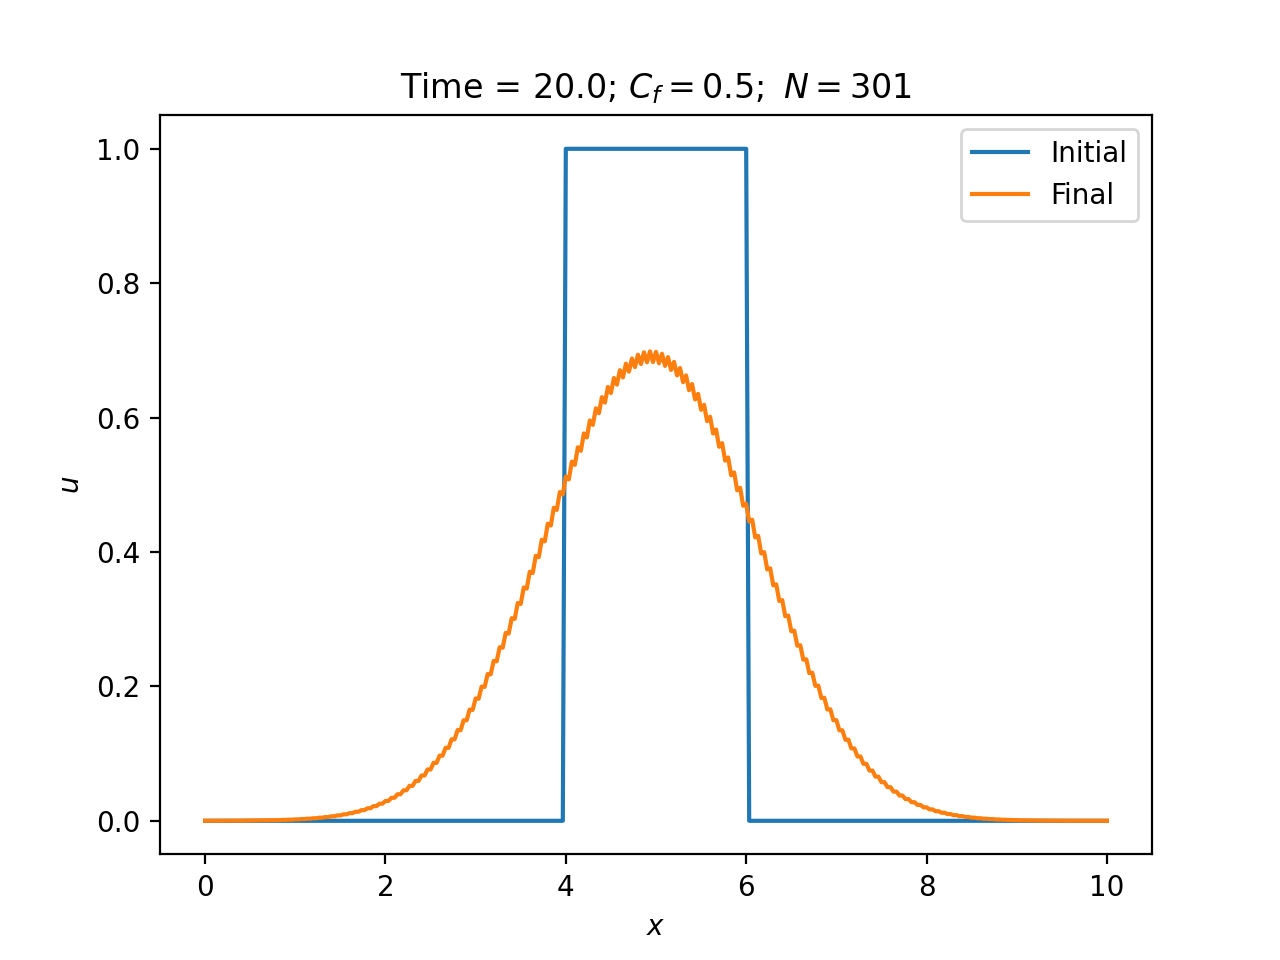 Time = 20.0; C_f = 0.5; N = 301
Initial
Final
1.0
0.8
0.6
0.4
0.2
0.0
u
0 2 4 6 8 10
x